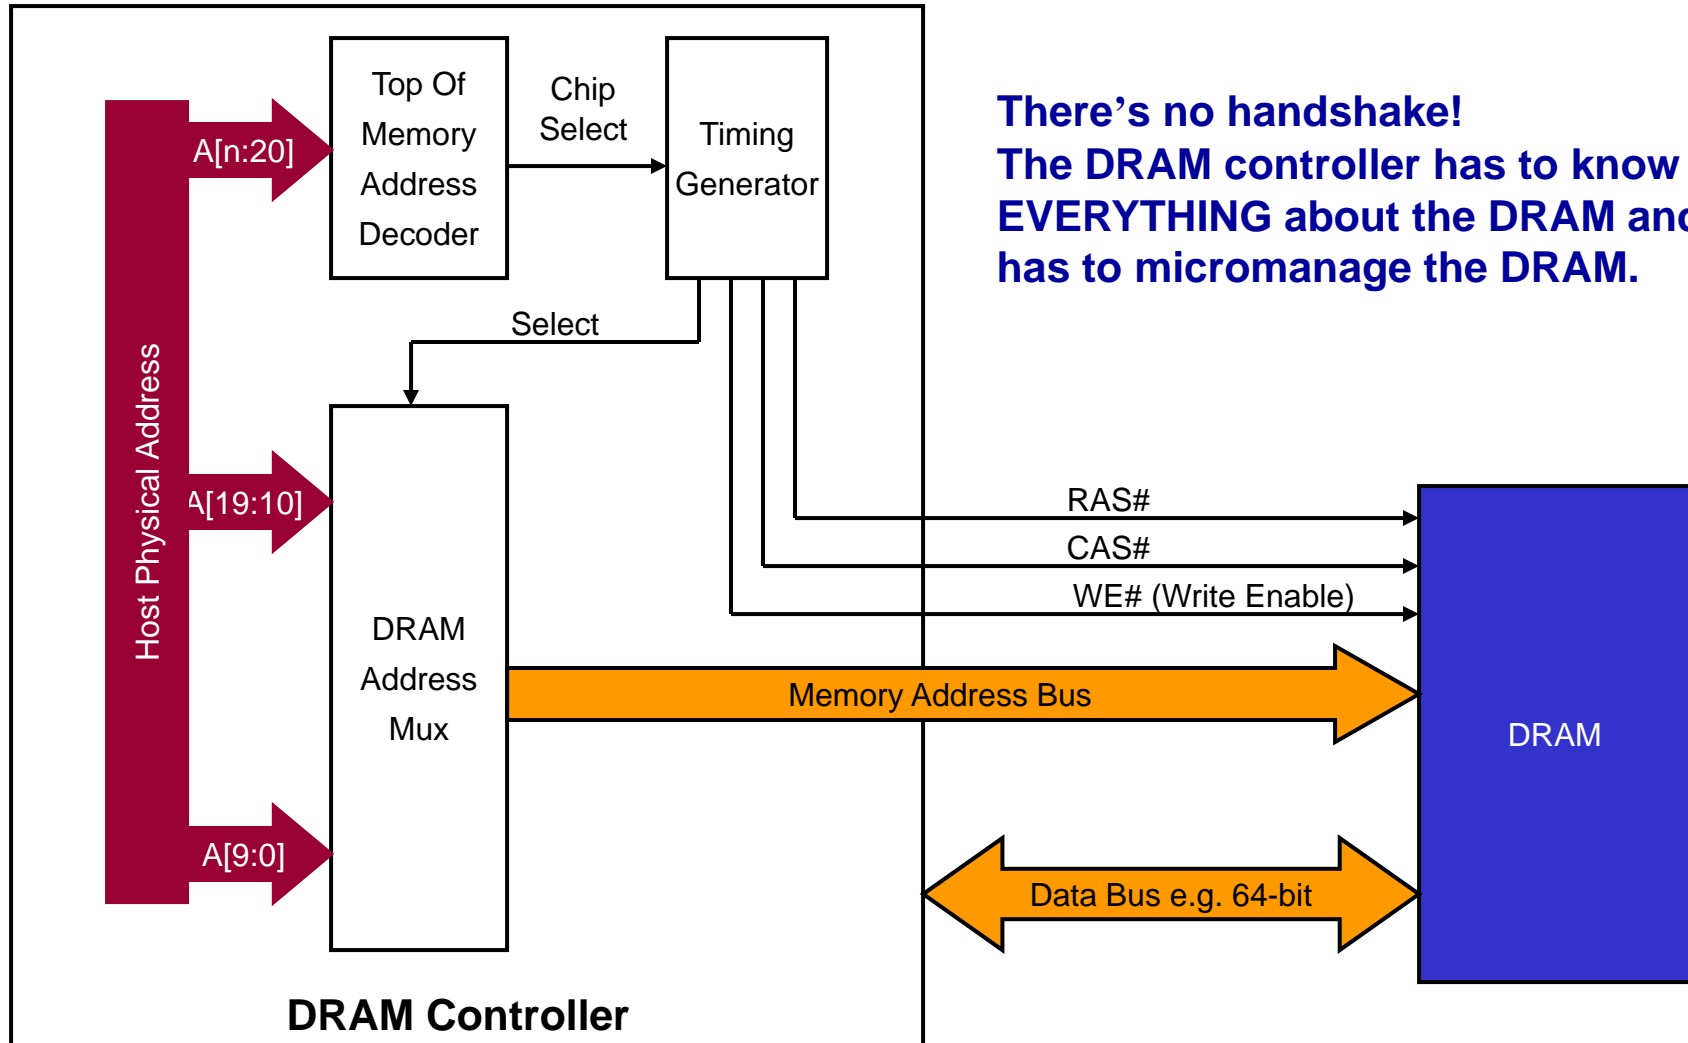 Top Of
Memory
Address
Decoder
Chip
Select
Timing
Generator
There’s no handshake!
The DRAM controller has to know
EVERYTHING about the DRAM
has to micromanage the DRAM.
A[n:20]
Select
Host Physical Address
A[19:10]
RAS#
CAS#
WE# (Write Enable)
DRAM
Address
Mux
Memory Address Bus
DRAM
A[9:0]
Data Bus e.g. 64-bit
DRAM Controller